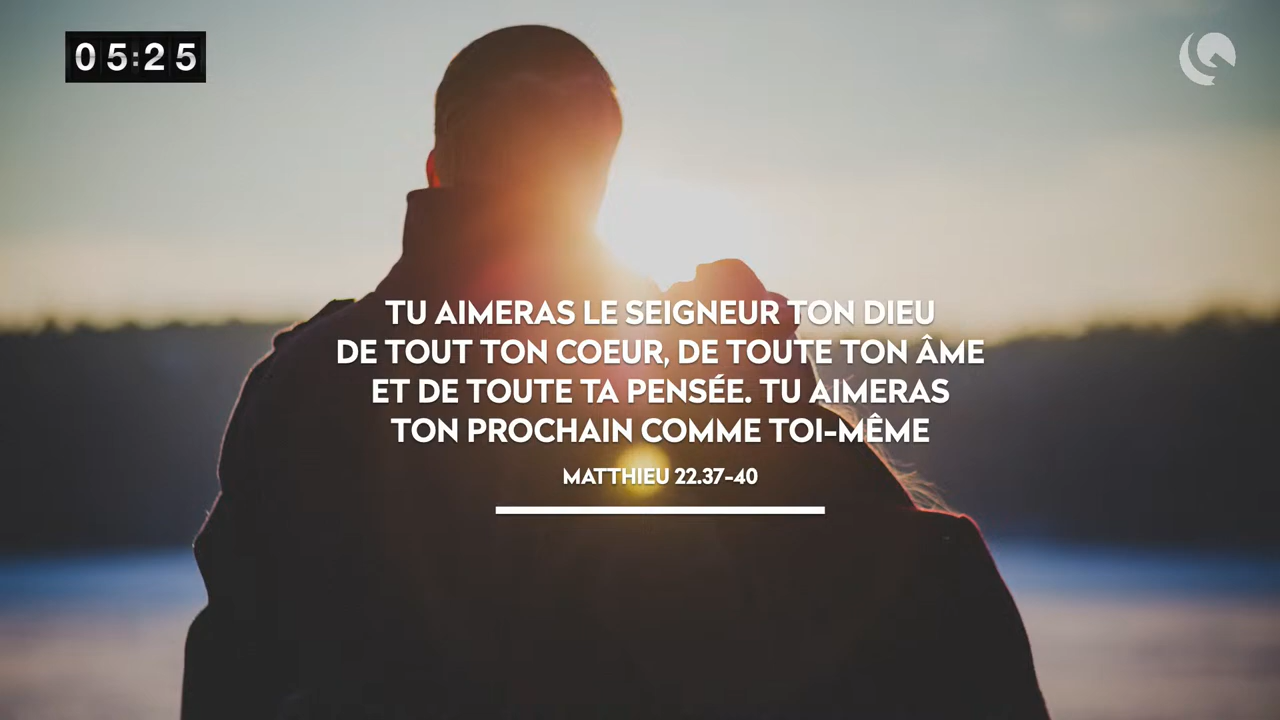 05:25
TU AIMERAS LE SEIGNEUR TON DIEU
DE TOUT TON COEUR, DE TOUTE TON ÂME
ET DE TOUTE TA PENSÉE. TU AIMERAS
TON PROCHAIN COMME TOI-MÊME
MATTHIEU 22.37-40